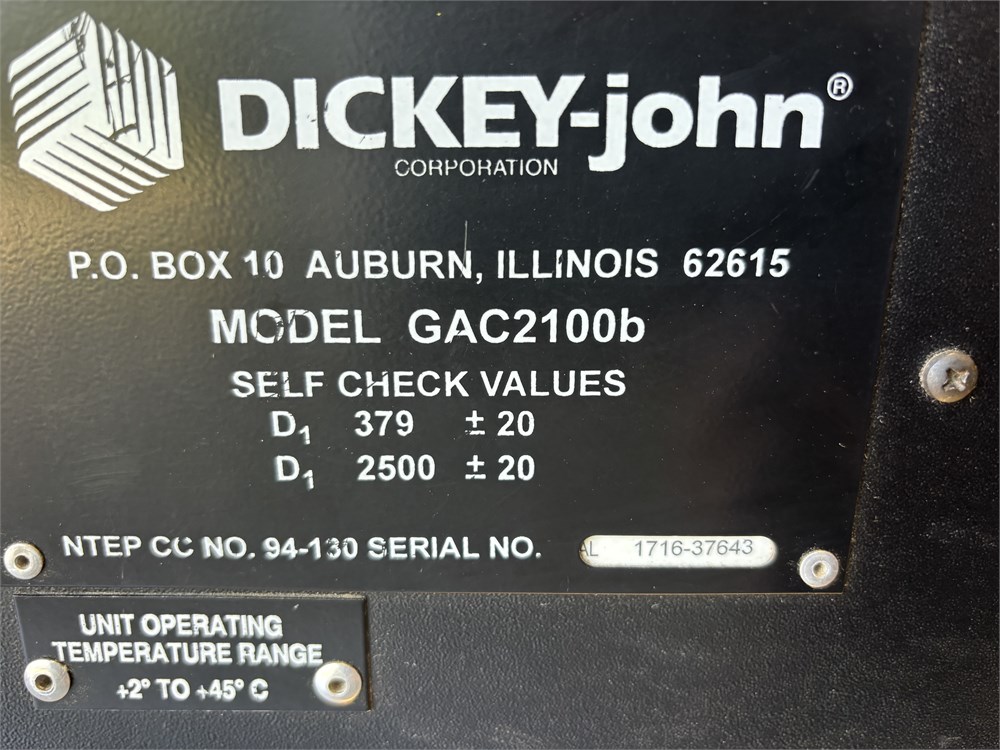 DICKEY-john®
CORPORATION
P.O. BOX 10 AUBURN, ILLINOIS 62615
MODEL GAC2100b
SELF CHECK VALUES
D₁ 379 ± 20
D₁ 2500 ± 20
NTEP CC NO. 94-130 SERIAL NO. AL 1716-37643
UNIT OPERATING
TEMPERATURE RANGE
+2° TO +45° C